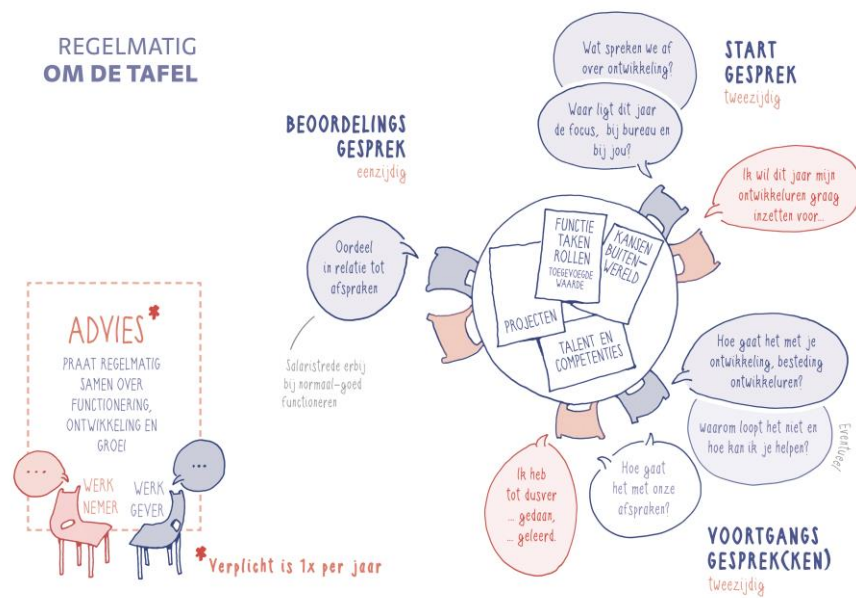 REGELMATIG
OM DE TAFEL
Wat spreken we af
over ontwikkeling?
START
GESPREK
tweezijdig
Waar ligt dit jaar
de focus, bij bureau en
bij jou?
BEOORDELINGS
GESPREK
eenzijdig
Ik wil dit jaar mijn
ontwikkeluren graag
inzetten voor...
Oordeel
in relatie tot
afspraken
FUNCTIE
TAKEN
ROLLEN
TOEGEVOEGDE
WAARDE
KANSEN
BUITEN-
WERELD
PROJECTEN
TALENT EN
COMPETENTIES
Salaristrede erbij
bij normaal-goed
functioneren
ADVIES*
PRAAT REGELMATIG
SAMEN OVER
FUNCTIONERING,
ONTWIKKELING EN
GROEI
...
WERK
NEMER
WERK
GEVER
...
*Verplicht is 1x per jaar
Hoe gaat het met je
ontwikkeling, besteding
ontwikkeluren?
waarom loopt het niet en
hoe kan ik je helpen?
Eventueel
Ik heb
tot dusver
... gedaan,
... geleerd.
Hoe gaat
het met onze
afspraken?
VOORTGANGS
GESPREK(KEN)
tweezijdig